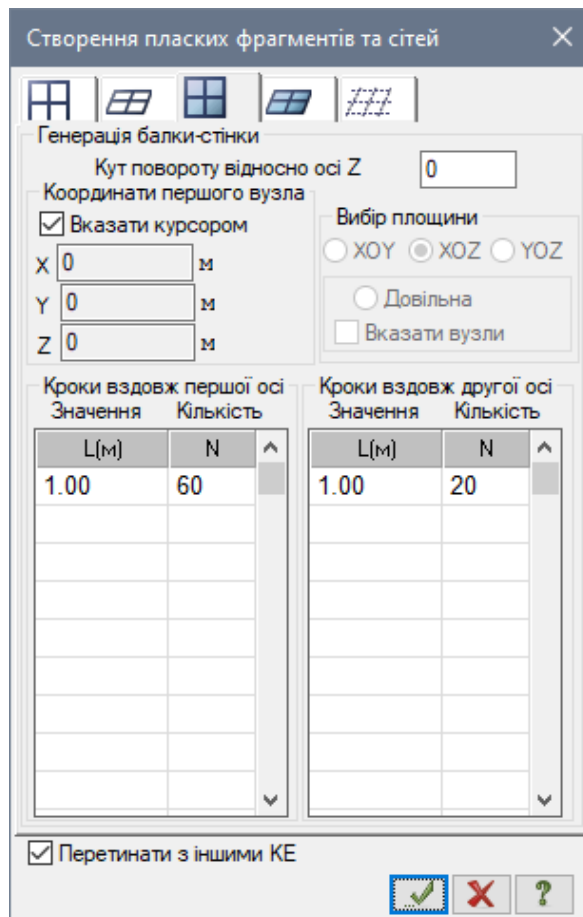 Створення пласких фрагментів та сітей
Генерація балки-стінки
Кут повороту відносно осі Z 0
Координати першого вузла
Вказати курсором
X 0 м
Y 0 м
Z 0 м
Вибір площини
XOY XOZ YOZ
Довільна
Вказати вузли
Кроки вздовж першої осі
Значення Кількість
L(м) N
1.00 60
Кроки вздовж другої осі
Значення Кількість
L(м) N
1.00 20
Перетинати з іншими КЕ
?